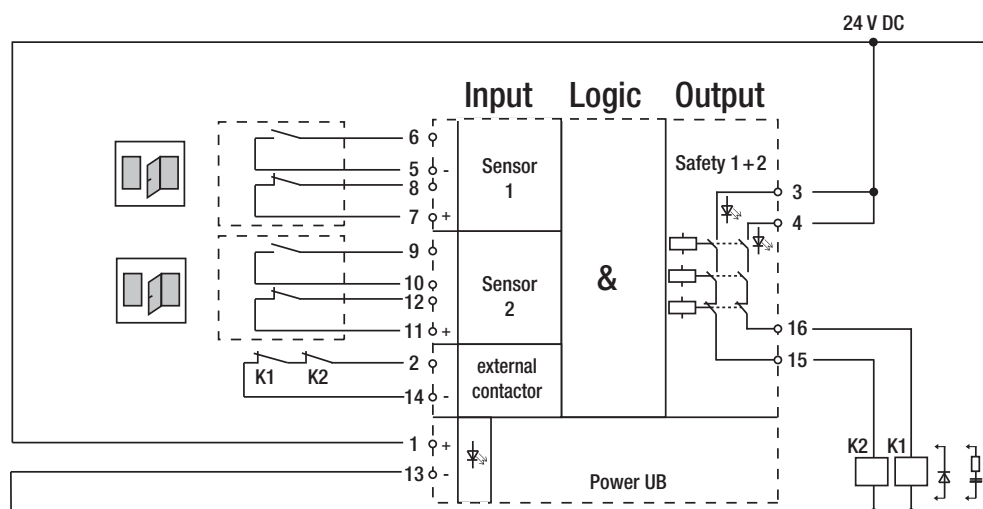 24 V DC
Input Logic Output
6
5 -
8
7 +
Sensor
1
Safety 1+2
3
4
9
10
12
11 +
Sensor
2
&
16
15
K1 K2
2
14 -
external
contactor
1 +
13 -
Power UB
K2 K1